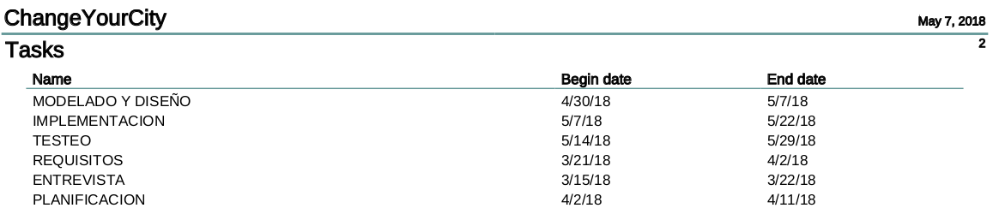 ChangeYourCity
May 7, 2018
Tasks
2
Name Begin date End date
MODELADO Y DISEÑO 4/30/18 5/7/18
IMPLEMENTACION 5/7/18 5/22/18
TESTEO 5/14/18 5/29/18
REQUISITOS 3/21/18 4/2/18
ENTREVISTA 3/15/18 3/22/18
PLANIFICACION 4/2/18 4/11/18